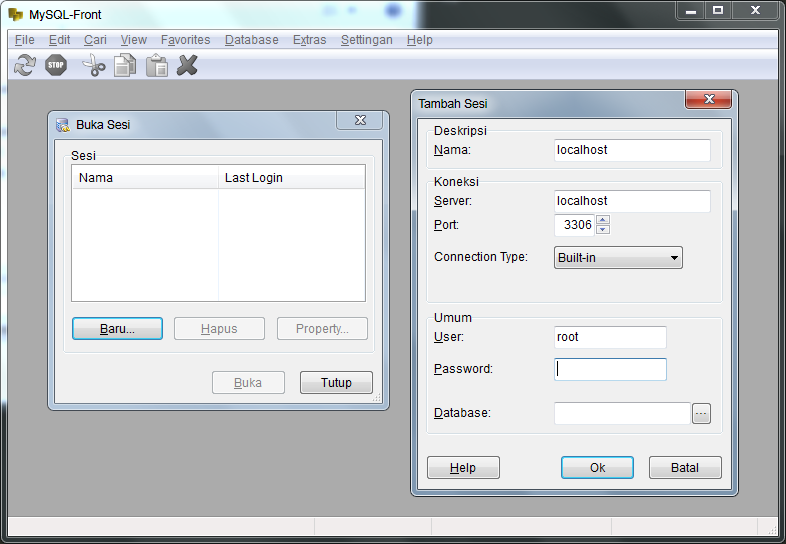 MySQL-Front
File Edit Cari View Favorites Database Extras Settingan Help
STOP
Buka Sesi
Sesi
Nama Last Login
Baru... Hapus Property...
Buka Tutup
Tambah Sesi
Deskripsi
Nama: localhost
Koneksi
Server: localhost
Port: 3306
Connection Type: Built-in
Umum
User: root
Password:
Database: ...
Help Ok Batal